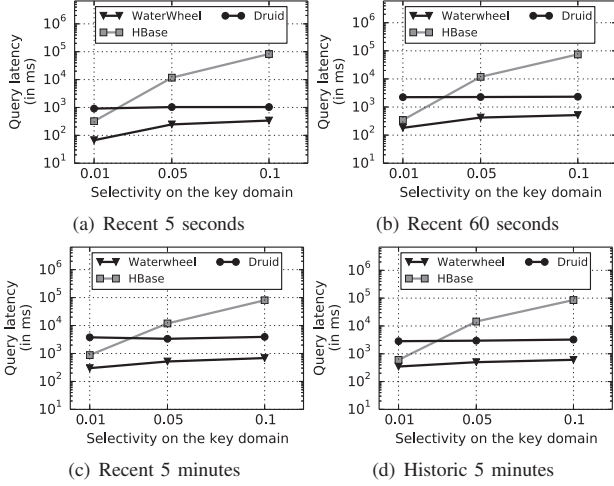 WaterWheel Druid
HBase
Query latency
(in ms)
10^6
10^5
10^4
10^3
10^2
10^1
0.01 0.05 0.1
Selectivity on the key domain
(a) Recent 5 seconds
WaterWheel Druid
HBase
Query latency
(in ms)
10^6
10^5
10^4
10^3
10^2
10^1
0.01 0.05 0.1
Selectivity on the key domain
(b) Recent 60 seconds
Waterwheel Druid
HBase
Query latency
(in ms)
10^6
10^5
10^4
10^3
10^2
10^1
0.01 0.05 0.1
Selectivity on the key domain
(c) Recent 5 minutes
Waterwheel Druid
HBase
Query latency
(in ms)
10^6
10^5
10^4
10^3
10^2
10^1
0.01 0.05 0.1
Selectivity on the key domain
(d) Historic 5 minutes